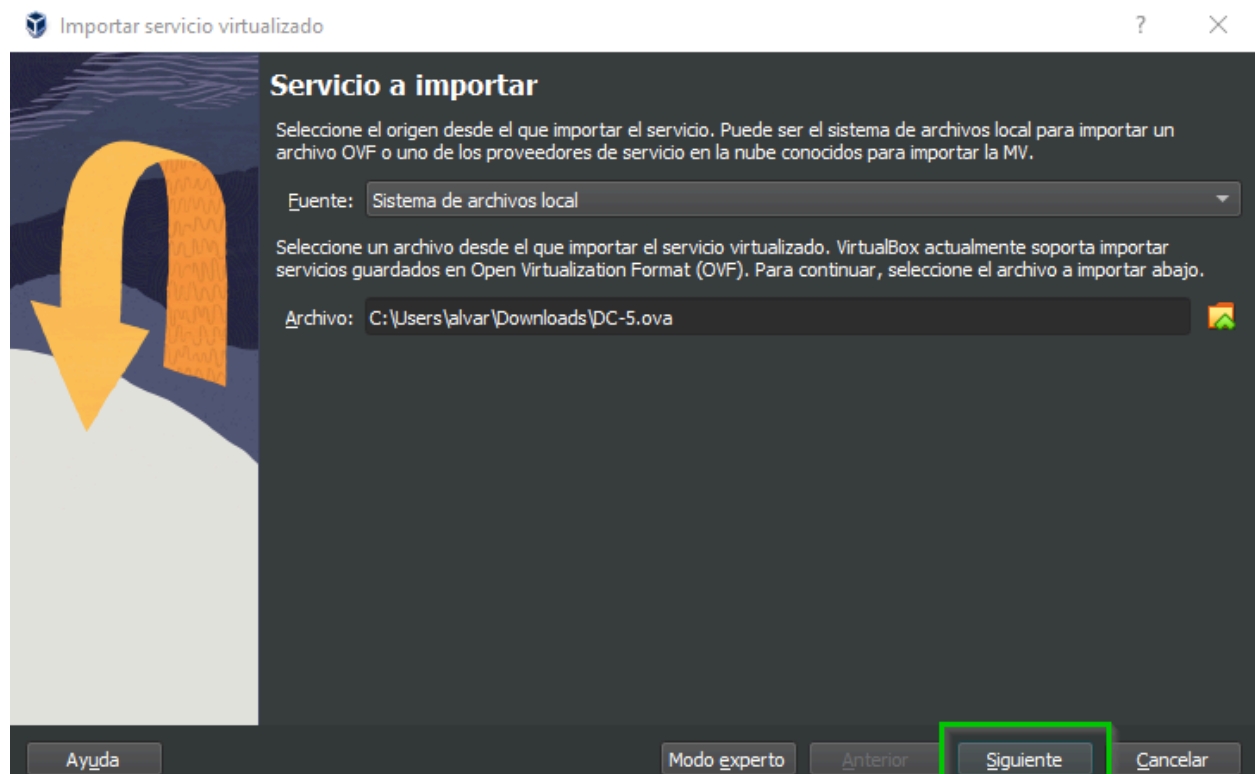 Importar servicio virtualizado
Servicio a importar
Seleccione el origen desde el que importar el servicio. Puede ser el sistema de archivos local para importar un
archivo OVF o uno de los proveedores de servicio en la nube conocidos para importar la MV.
Fuente: Sistema de archivos local
Seleccione un archivo desde el que importar el servicio virtualizado. VirtualBox actualmente soporta importar
servicios guardados en Open Virtualization Format (OVF). Para continuar, seleccione el archivo a importar abajo.
Archivo: C:\Users\alvar\Downloads\DC-5.ova
Ayuda Modo experto Anterior Siguiente Cancelar